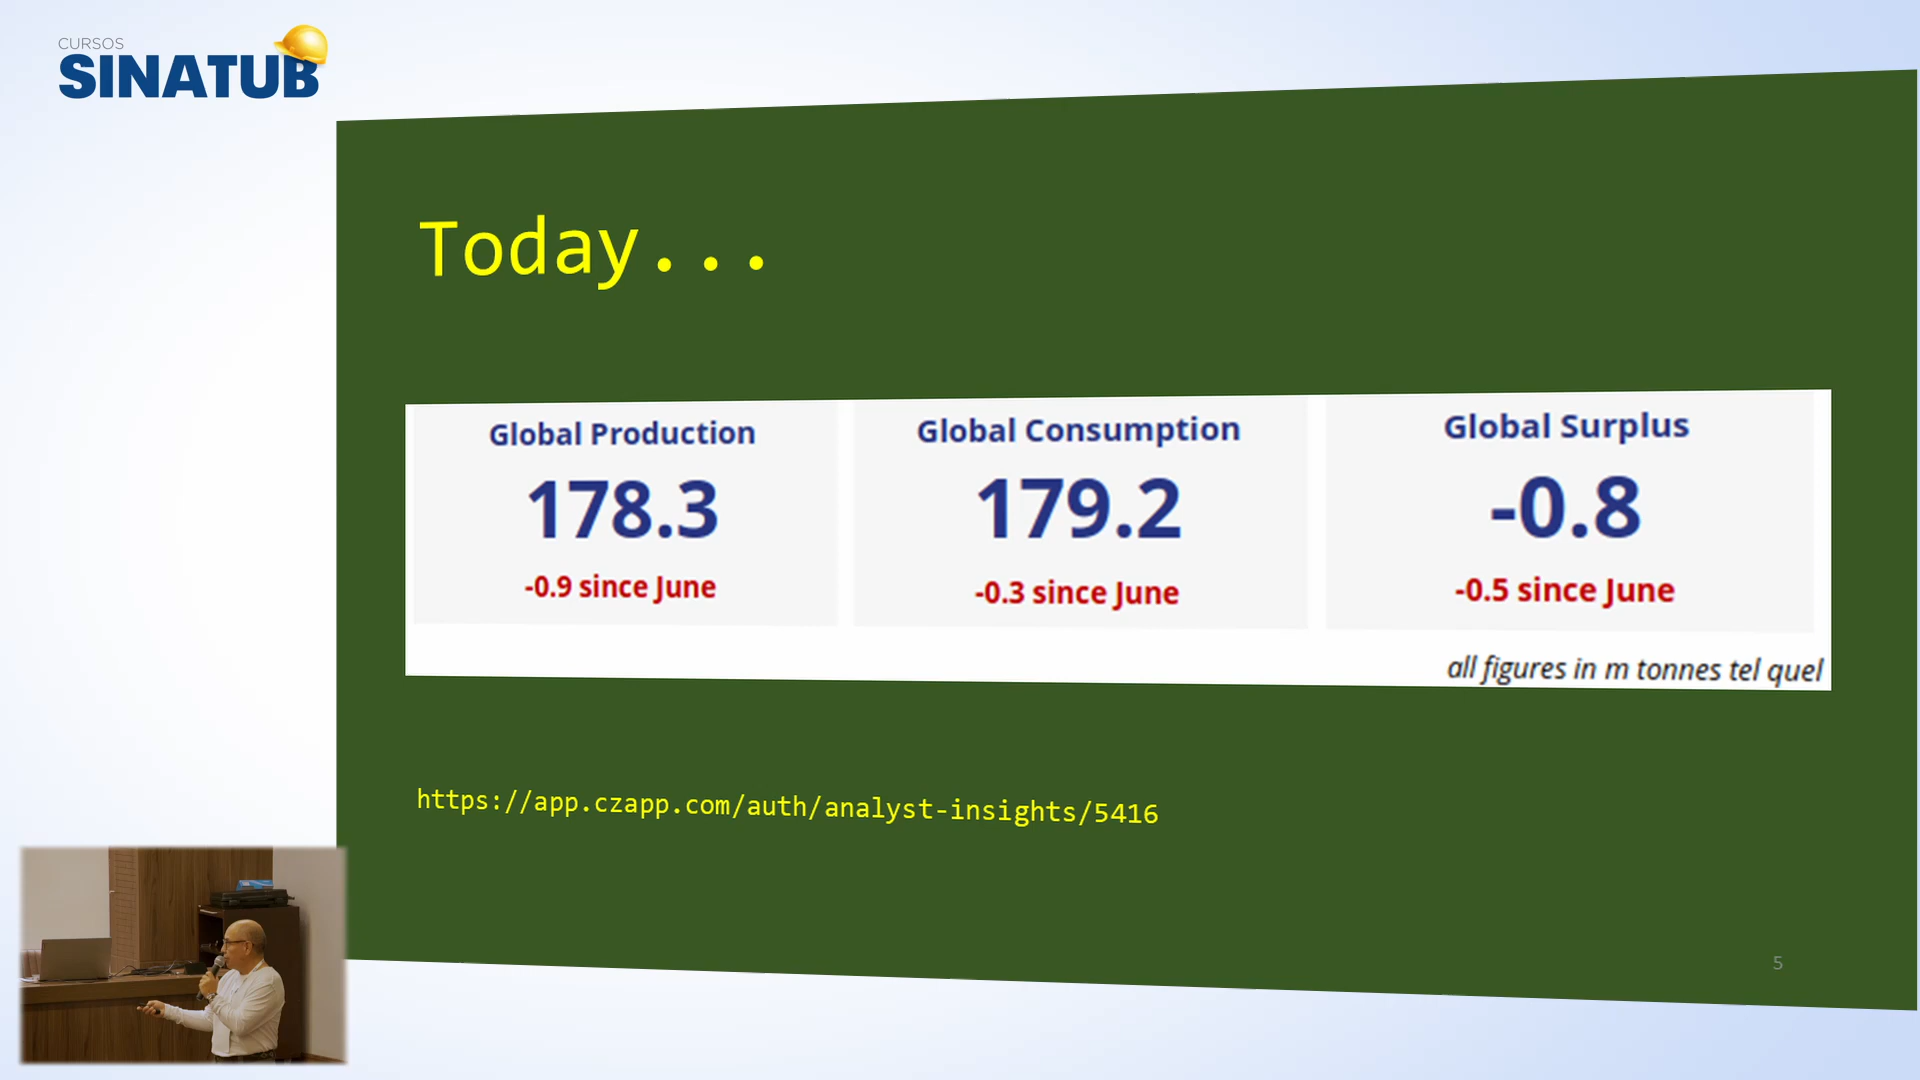 CURSOS
SINATUB
Today...
Global Production
178.3
-0.9 since June
Global Consumption
179.2
-0.3 since June
Global Surplus
-0.8
-0.5 since June
all figures in m tonnes tel quel
https://app.czapp.com/auth/analyst-insights/5416
5